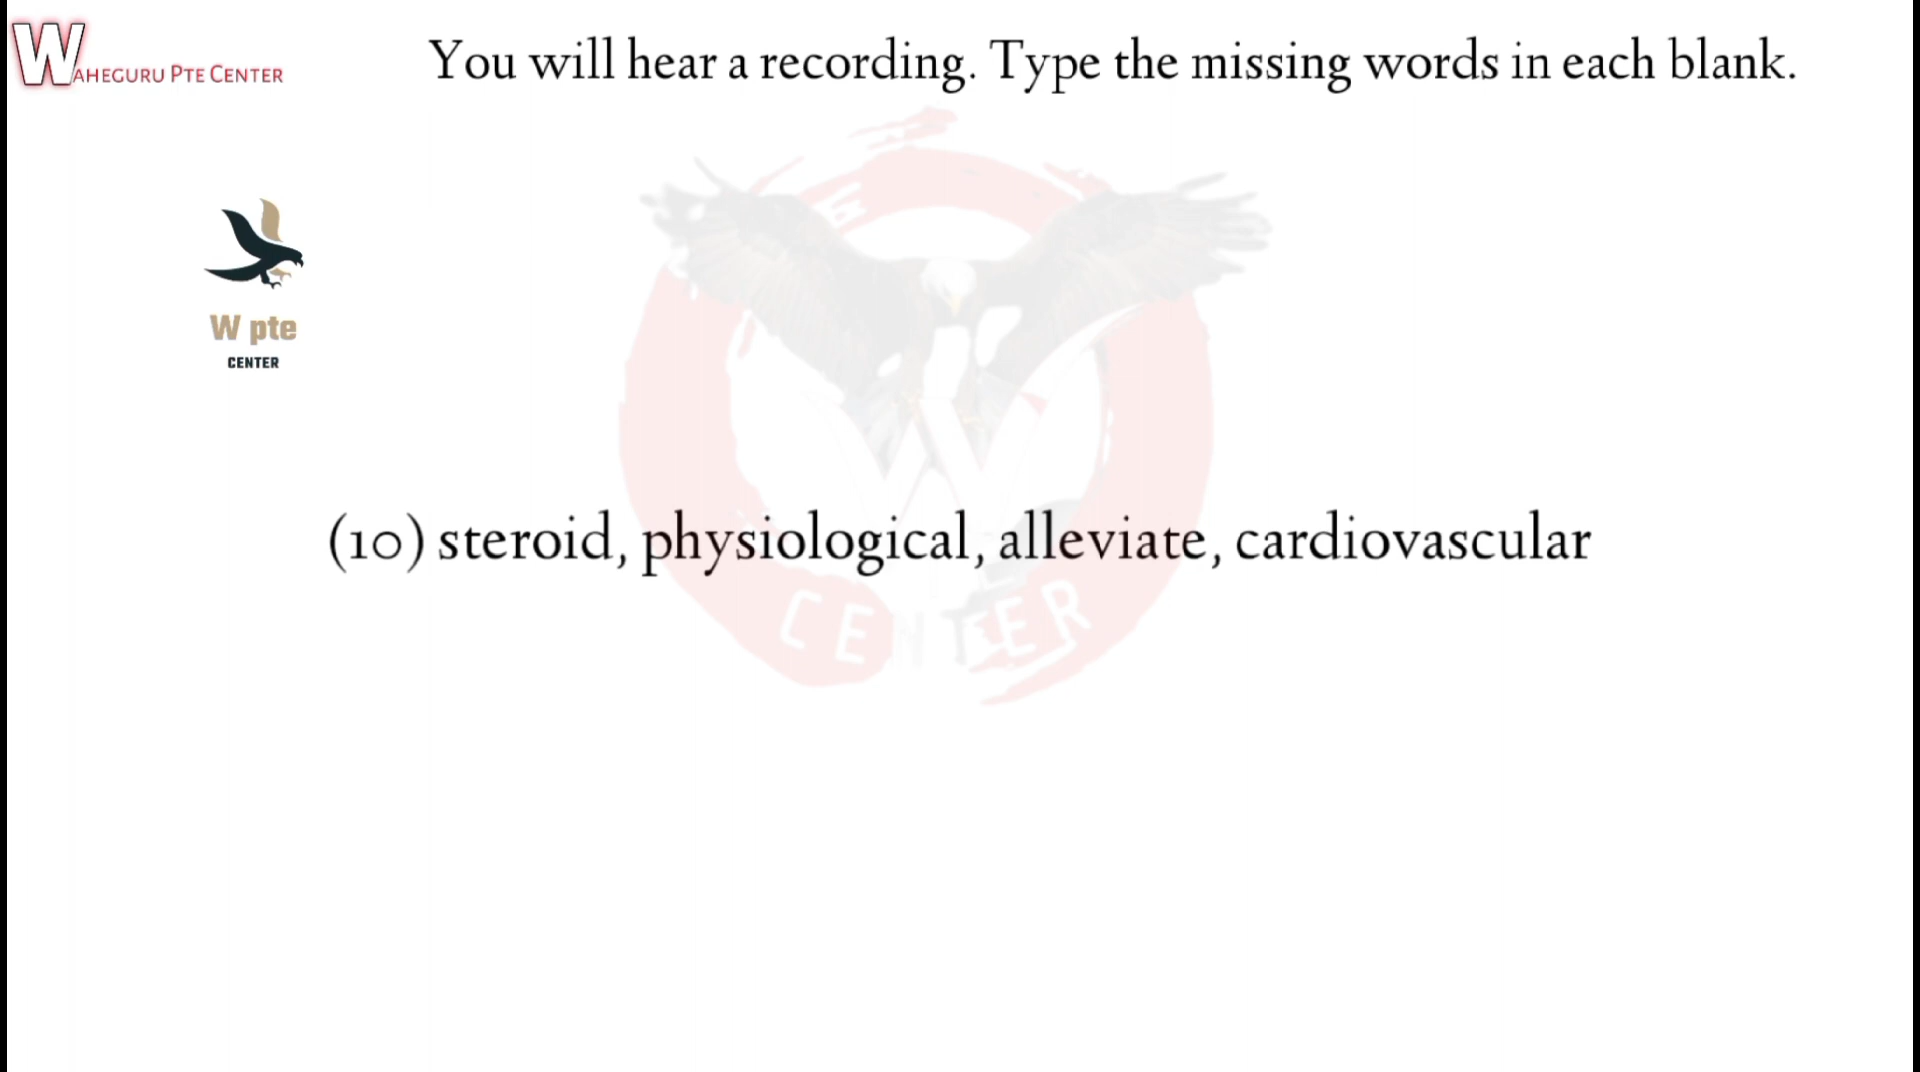 WAHEGURU PTE CENTER
You will hear a recording. Type the missing words in each blank.
W pte
CENTER
(10) steroid, physiological, alleviate, cardiovascular
W
CENTER